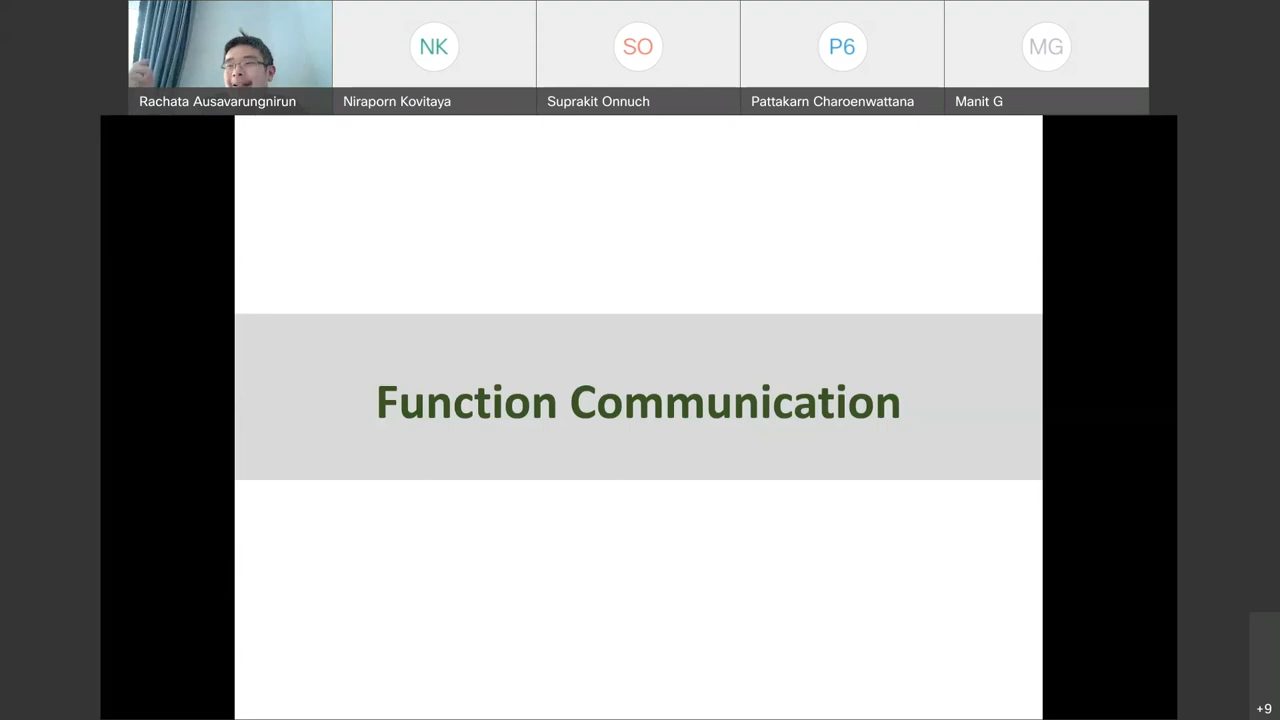 NK
SO
P6
MG
Rachata Ausavarungnirun
Niraporn Kovitaya
Suprakit Onnuch
Pattakarn Charoenwattana
Manit G
Function Communication
+9